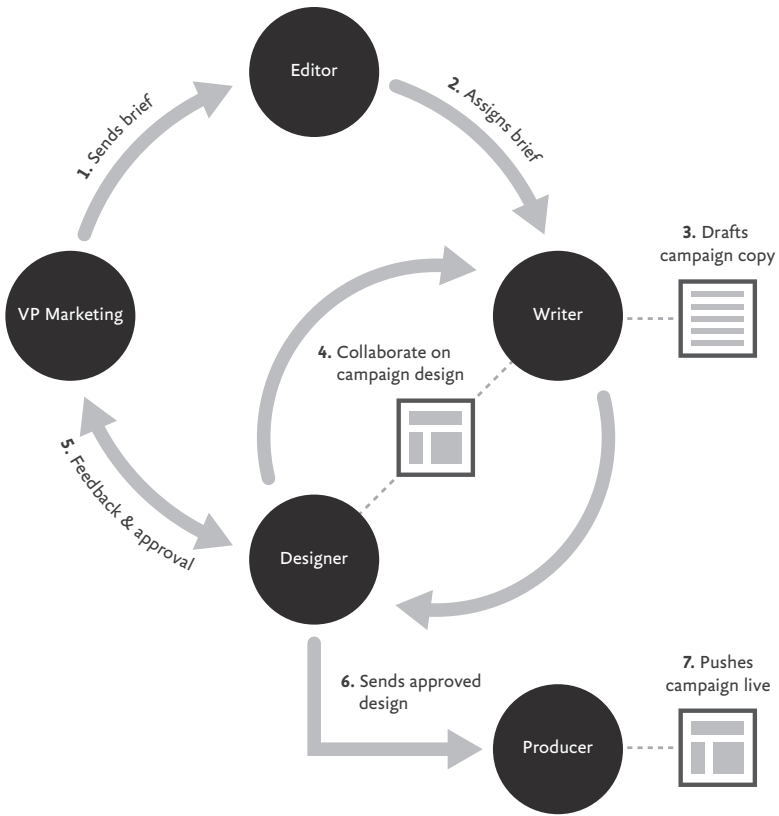 Editor
1. Sends brief
2. Assigns brief
3. Drafts
campaign copy
VP Marketing
Writer
4. Collaborate on
campaign design
5. Feedback & approval
Designer
6. Sends approved
design
7. Pushes
campaign live
Producer